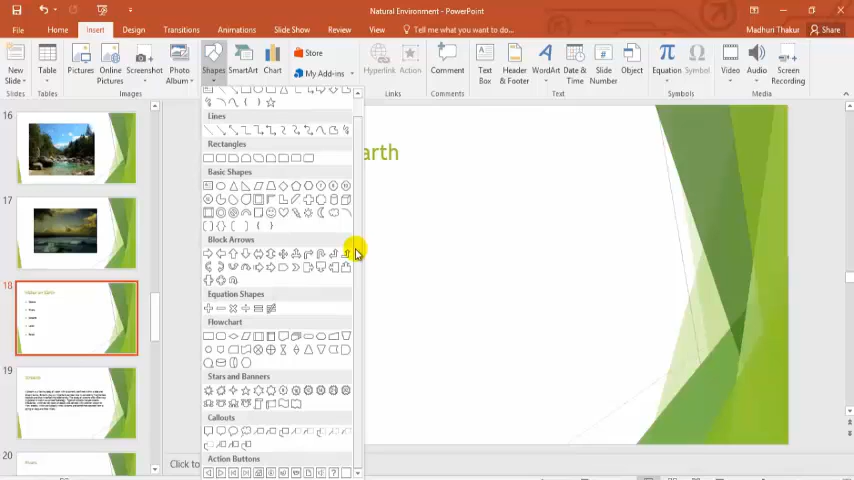 Natural Environment - PowerPoint
File Home Insert Design Transitions Animations Slide Show Review View Tell me what you want to do... Madhuri Thakur Share
New Slide Table Pictures Online Pictures Screenshot Photo Album Shapes SmartArt Chart Store My Add-ins Hyperlink Action Comment Text Box Header & Footer WordArt Date & Time Slide Number Object Equation Symbol Video Audio Screen Recording
Slides Tables Images Links Comments Text Symbols Media
16
17
18
19
20
Lines
Rectangles
Basic Shapes
Block Arrows
Equation Shapes
Flowchart
Stars and Banners
Callouts
Action Buttons
arth
Click to